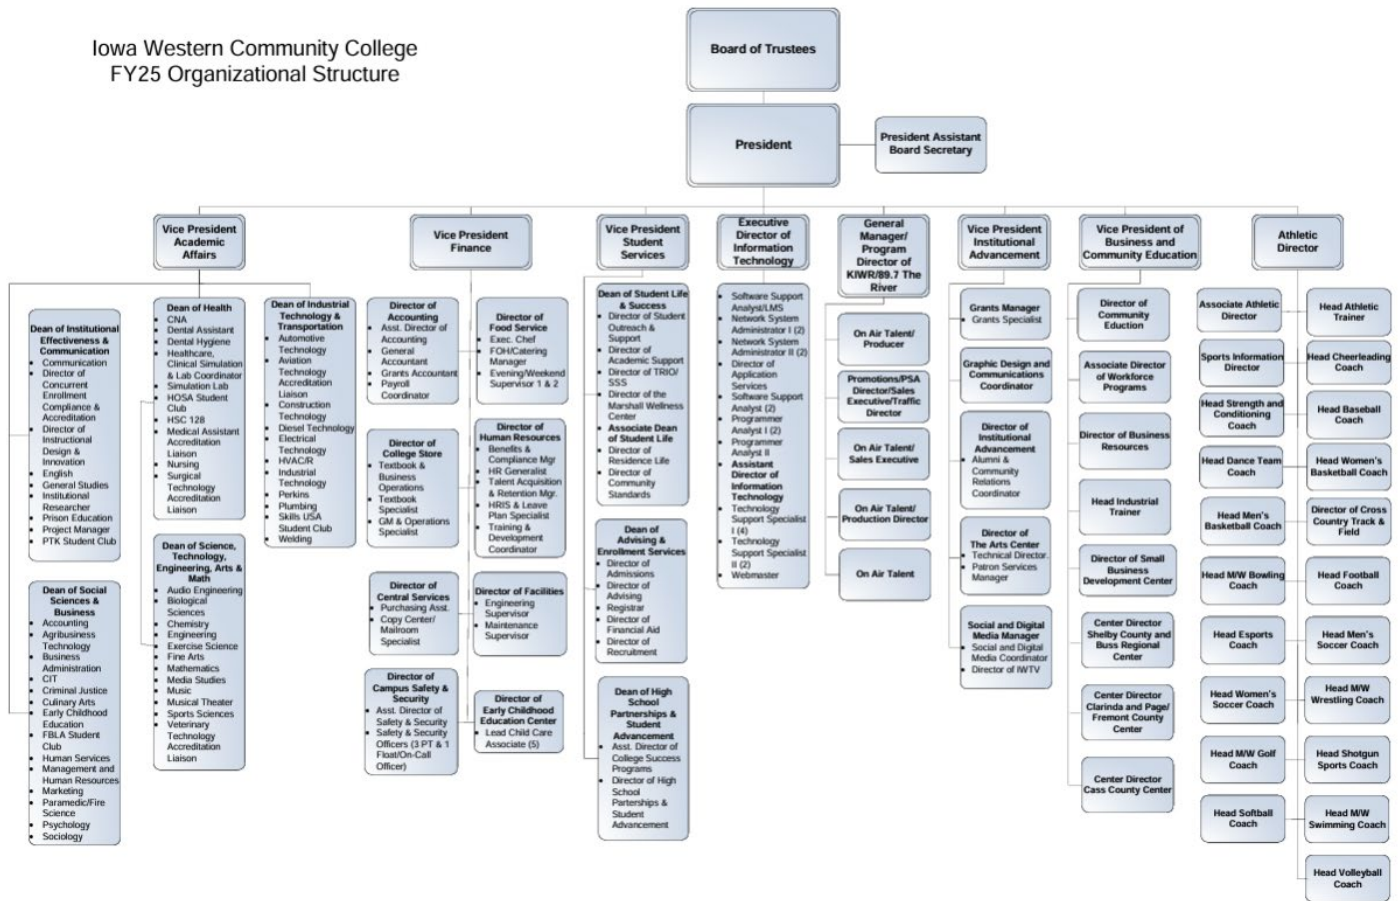 Iowa Western Community College
FY25 Organizational Structure
Board of Trustees
President
President Assistant
Board Secretary
Vice President
Academic
Affairs
Dean of Institutional
Effectiveness &
Communication
• Communication
• Director of
Concurrent
Enrollment
Compliance &
Accreditation
• Director of
Instructional
Design &
Innovation
• English
• General Studies
• Institutional
Researcher
• Prison Education
• Project Manager
• PTK Student Club
Dean of Social
Sciences &
Business
• Accounting
• Agribusiness
Technology
• Business
Administration
• CIT
• Criminal Justice
• Culinary Arts
• Early Childhood
Education
• FBLA Student
Club
• Human Services
• Management and
Human Resources
• Marketing
• Paramedic/Fire
Science
• Psychology
• Sociology
Dean of Health
• CNA
• Dental Assistant
• Dental Hygiene
• Healthcare,
Clinical Simulation
& Lab Coordinator
• Simulation Lab
• HOSA Student
Club
• HSC 128
• Medical Assistant
Accreditation
Liaison
• Nursing
• Surgical
Technology
Accreditation
Liaison
Dean of Science,
Technology,
Engineering, Arts &
Math
• Audio Engineering
• Biological
Sciences
• Chemistry
• Engineering
• Exercise Science
• Fine Arts
• Mathematics
• Media Studies
• Music
• Musical Theater
• Sports Sciences
• Veterinary
Technology
Accreditation
Liaison
Dean of Industrial
Technology &
Transportation
• Automotive
Technology
• Aviation
Technology
Accreditation
Liaison
• Construction
Technology
• Diesel Technology
• Electrical
Technology
• HVAC/R
• Industrial
Technology
• Perkins
• Plumbing
• Skills USA
Student Club
• Welding
Vice President
Finance
Director of
Accounting
• Asst. Director of
Accounting
• General
Accountant
• Grants Accountant
• Payroll
Coordinator
Director of
College Store
• Textbook &
Business
Operations
• Textbook
Specialist
• GM & Operations
Specialist
Director of
Central Services
• Purchasing Asst.
• Copy Center/
Mailroom
Specialist
Director of
Campus Safety &
Security
• Asst. Director of
Safety & Security
• Safety & Security
Officers (3 PT & 1
Float/On-Call
Officer)
Director of
Food Service
• Exec. Chef
• FOH/Catering
Manager
• Evening/Weekend
Supervisor 1 & 2
Director of
Human Resources
• Benefits &
Compliance Mgr
• HR Generalist
• Talent Acquisition
& Retention Mgr.
• HRIS & Leave
Plan Specialist
• Training &
Development
Coordinator
Director of Facilities
• Engineering
Supervisor
• Maintenance
Supervisor
Director of
Early Childhood
Education Center
• Lead Child Care
Associate (5)
Vice President
Student
Services
Dean of Student Life
& Success
• Director of Student
Outreach &
Support
• Director of
Academic Support
• Director of TRIO/
SSS
• Director of the
Marshall Wellness
Center
• Associate Dean
of Student Life
• Director of
Residence Life
• Director of
Community
Standards
Dean of
Advising &
Enrollment Services
• Director of
Admissions
• Director of
Advising
• Registrar
• Director of
Financial Aid
• Director of
Recruitment
Dean of High
School
Partnerships &
Student
Advancement
• Asst. Director of
College Success
Programs
• Director of High
School
Parterships &
Student
Advancement
Executive
Director of
Information
Technology
• Software Support
Analyst/LMS
• Network System
Administrator I (2)
• Network System
Administrator II (2)
• Director of
Application
Services
• Software Support
Analyst (2)
• Programmer
Analyst I (2)
• Programmer
Analyst II
• Assistant
Director of
Information
Technology
• Technology
Support Specialist
I (4)
• Technology
Support Specialist
II (2)
• Webmaster
General
Manager/
Program
Director of
KIWR/89.7 The
River
On Air Talent/
Producer
Promotions/PSA
Director/Sales
Executive/Traffic
Director
On Air Talent/
Sales Executive
On Air Talent/
Production Director
On Air Talent
Vice President
Institutional
Advancement
Grants Manager
• Grants Specialist
Graphic Design and
Communications
Coordinator
Director of
Institutional
Advancement
• Alumni &
Community
Relations
Coordinator
Director of
The Arts Center
• Technical Director.
• Patron Services
Manager
Social and Digital
Media Manager
• Social and Digital
Media Coordinator
• Director of IWTV
Vice President of
Business and
Community Education
Director of
Community
Eduction
Associate Director
of Workforce
Programs
Director of Business
Resources
Head Industrial
Trainer
Director of Small
Business
Development Center
Center Director
Shelby County and
Buss Regional
Center
Center Director
Clarinda and Page/
Fremont County
Center
Center Director
Cass County Center
Athletic
Director
Associate Athletic
Director
Sports Information
Director
Head Strength and
Conditioning
Coach
Head Dance Team
Coach
Head Men's
Basketball Coach
Head M/W Bowling
Coach
Head Esports
Coach
Head Women's
Soccer Coach
Head M/W Golf
Coach
Head Softball
Coach
Head Athletic
Trainer
Head Cheerleading
Coach
Head Baseball
Coach
Head Women's
Basketball Coach
Director of Cross
Country Track &
Field
Head Football
Coach
Head Men's
Soccer Coach
Head M/W
Wrestling Coach
Head Shotgun
Sports Coach
Head M/W
Swimming Coach
Head Volleyball
Coach